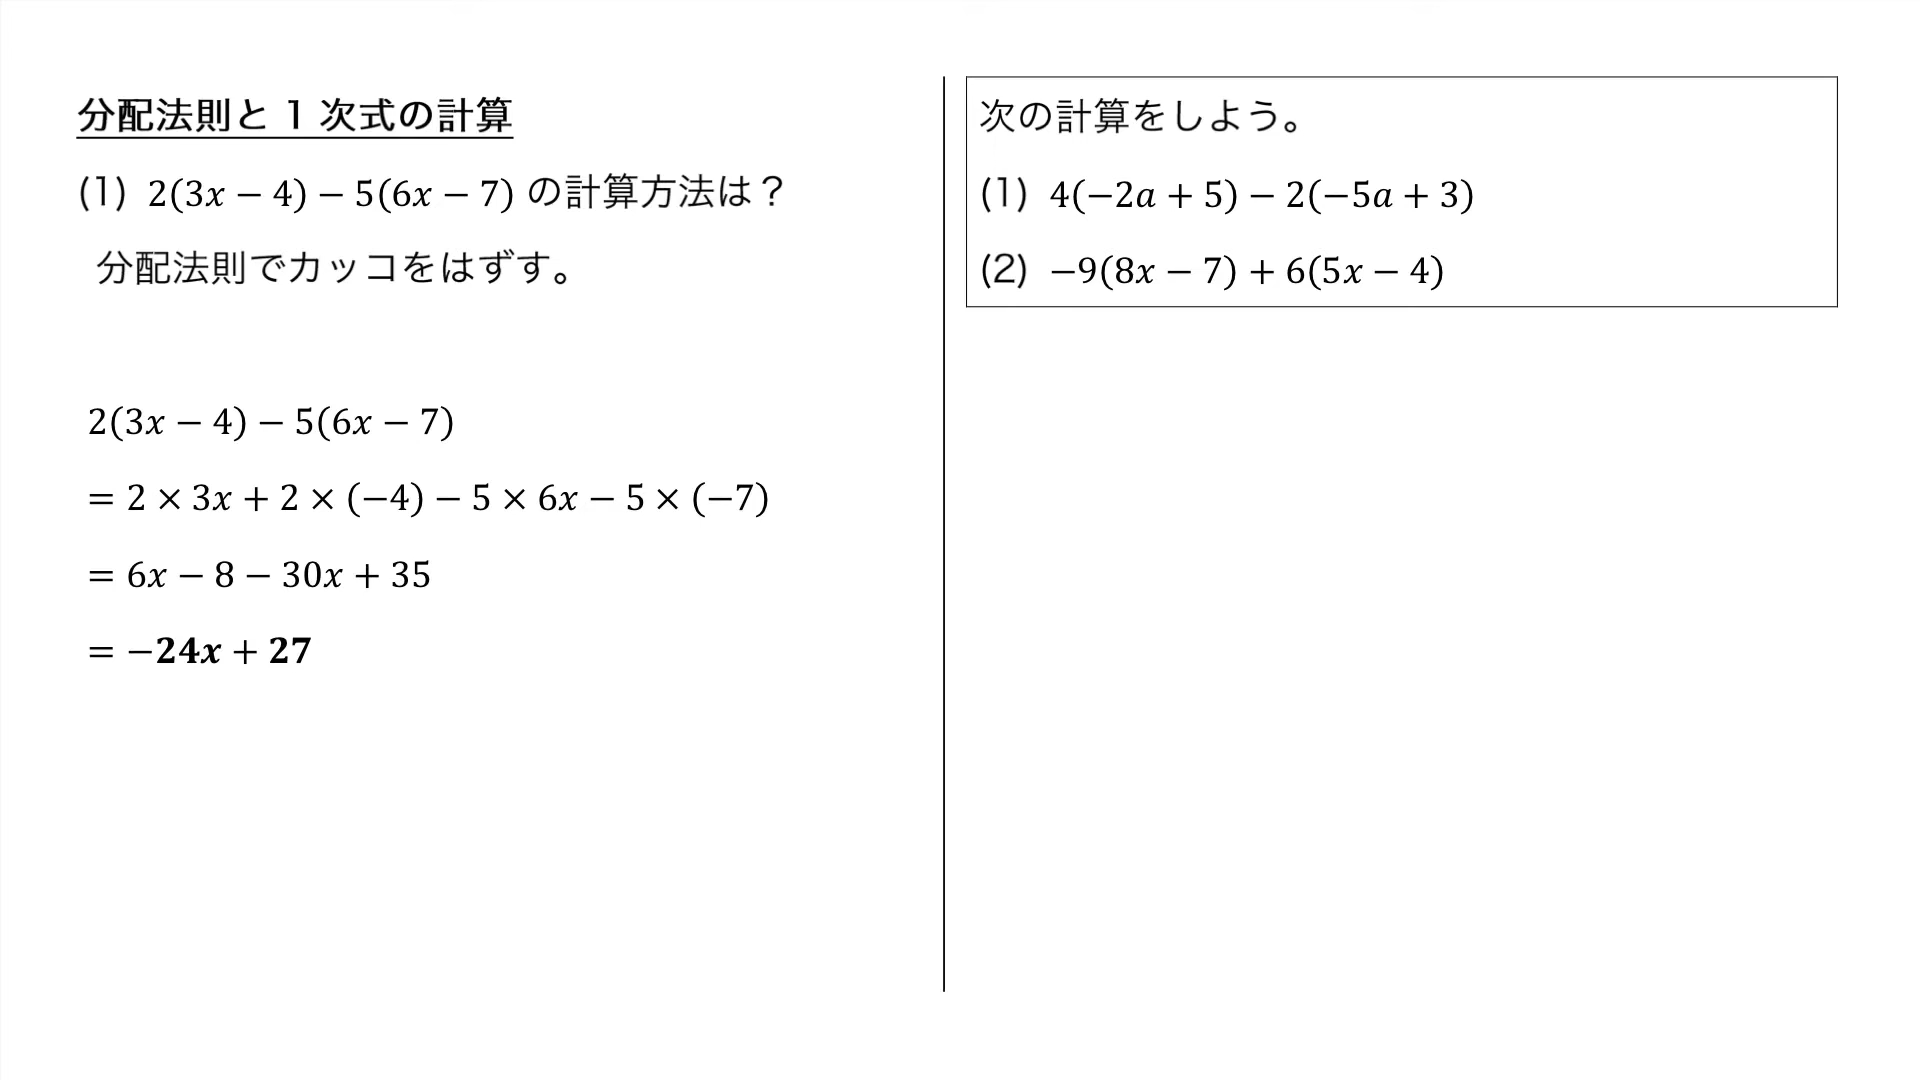 分配法則と 1 次式の計算
(1) 2(3x − 4) − 5(6x − 7) の計算方法は？
分配法則でカッコをはずす。
2(3x − 4) − 5(6x − 7)
= 2 × 3x + 2 × (−4) − 5 × 6x − 5 × (−7)
= 6x − 8 − 30x + 35
= −24x + 27
次の計算をしよう。
(1) 4(−2a + 5) − 2(−5a + 3)
(2) −9(8x − 7) + 6(5x − 4)